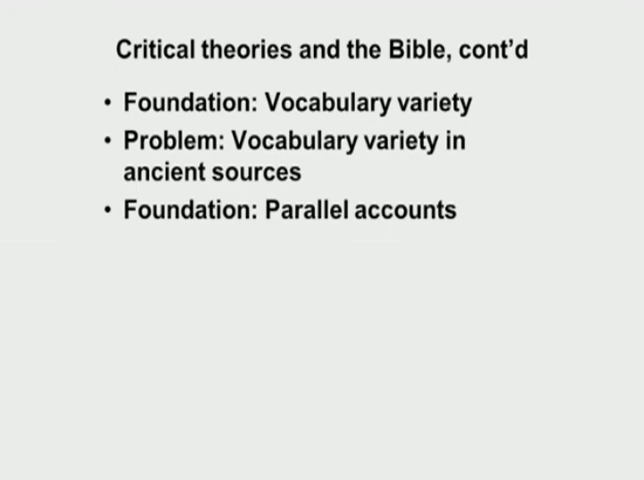 Critical theories and the Bible, cont'd
• Foundation: Vocabulary variety
• Problem: Vocabulary variety in
ancient sources
• Foundation: Parallel accounts